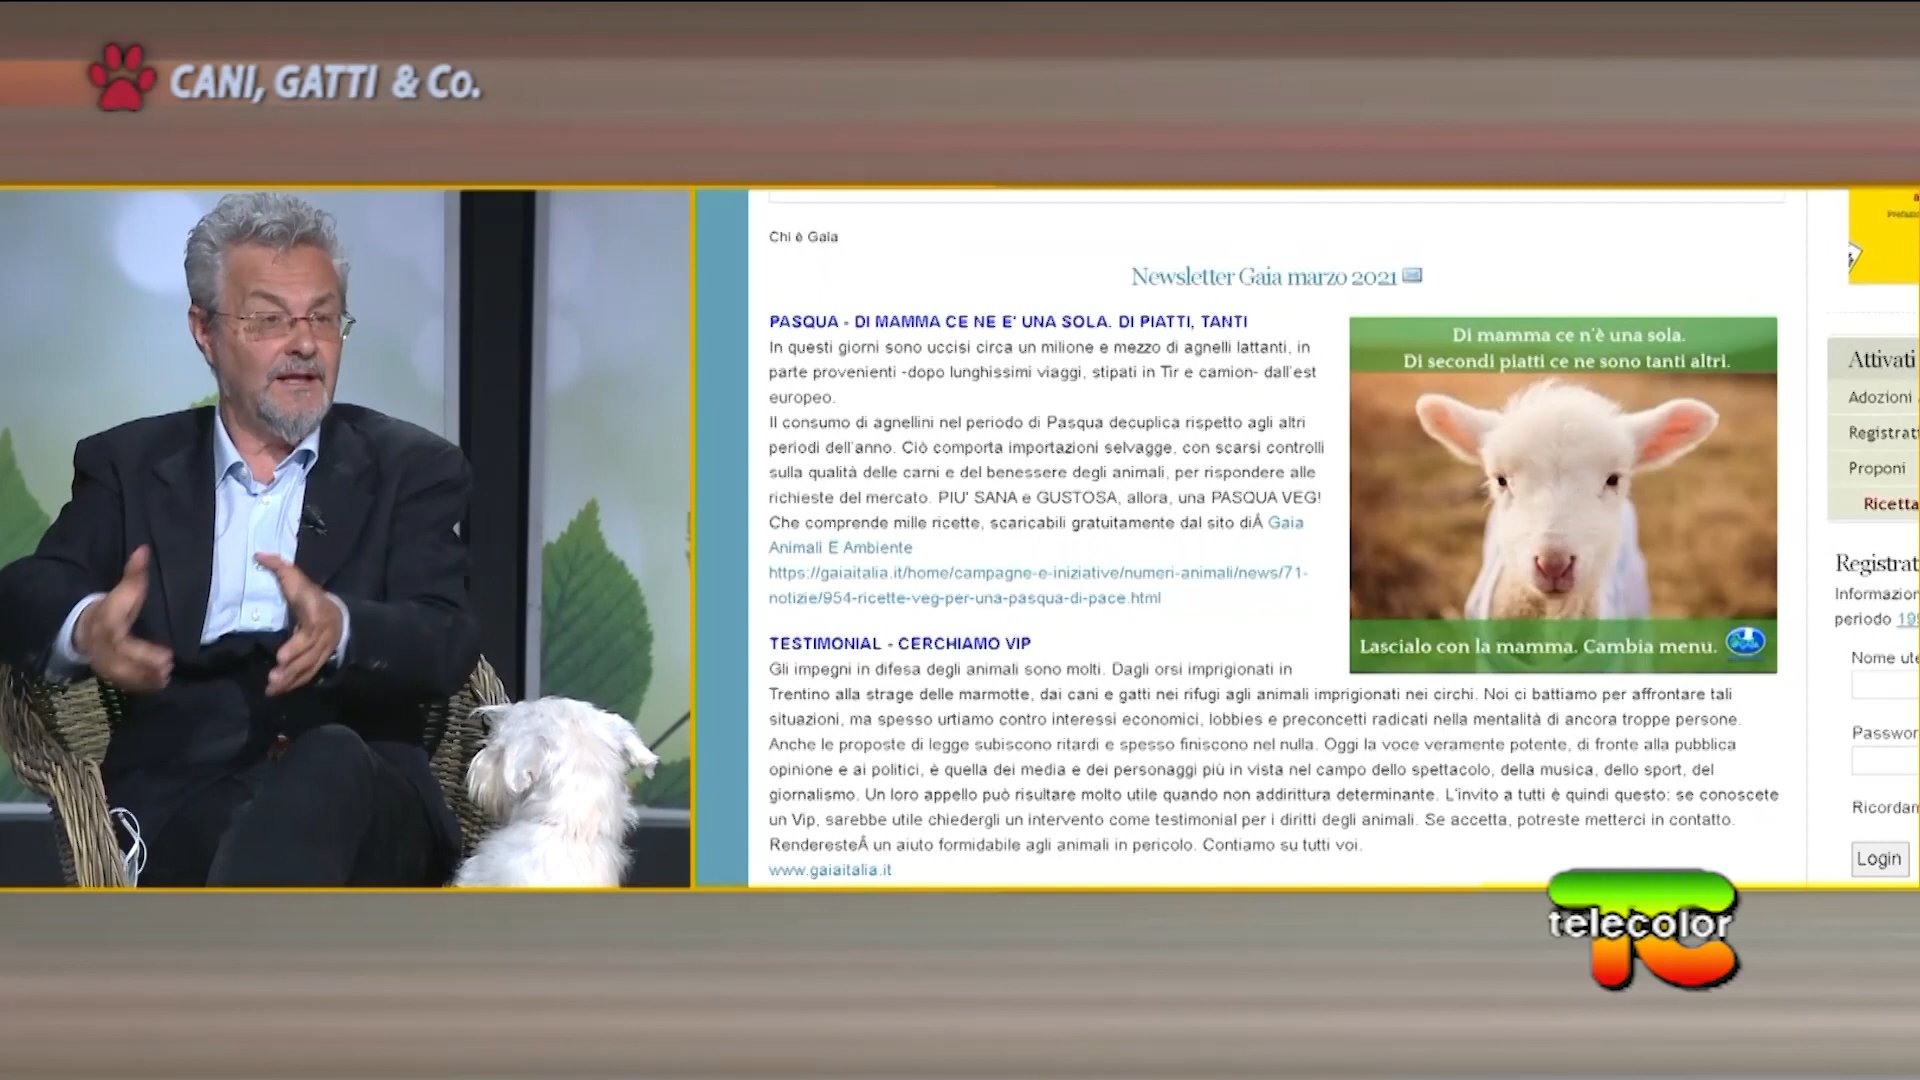 CANI, GATTI & Co.
Chi è Gaia
Newsletter Gaia marzo 2021
PASQUA - DI MAMMA CE NE E' UNA SOLA. DI PIATTI, TANTI
In questi giorni sono uccisi circa un milione e mezzo di agnelli lattanti, in
parte provenienti -dopo lunghissimi viaggi, stipati in Tir e camion- dall'est
europeo.
Il consumo di agnellini nel periodo di Pasqua decuplica rispetto agli altri
periodi dell'anno. Ciò comporta importazioni selvagge, con scarsi controlli
sulla qualità delle carni e del benessere degli animali, per rispondere alle
richieste del mercato. PIU' SANA e GUSTOSA, allora, una PASQUA VEG!
Che comprende mille ricette, scaricabili gratuitamente dal sito diÂ Gaia
Animali E Ambiente
https://gaiaitalia.it/home/campagne-e-iniziative/numeri-animali/news/71-
notizie/954-ricette-veg-per-una-pasqua-di-pace.html
Di mamma ce n'è una sola.
Di secondi piatti ce ne sono tanti altri.
Lascialo con la mamma. Cambia menu.
TESTIMONIAL - CERCHIAMO VIP
Gli impegni in difesa degli animali sono molti. Dagli orsi imprigionati in
Trentino alla strage delle marmotte, dai cani e gatti nei rifugi agli animali imprigionati nei circhi. Noi ci battiamo per affrontare tali
situazioni, ma spesso urtiamo contro interessi economici, lobbies e preconcetti radicati nella mentalità di ancora troppe persone.
Anche le proposte di legge subiscono ritardi e spesso finiscono nel nulla. Oggi la voce veramente potente, di fronte alla pubblica
opinione e ai politici, è quella dei media e dei personaggi più in vista nel campo dello spettacolo, della musica, dello sport, del
giornalismo. Un loro appello può risultare molto utile quando non addirittura determinante. L'invito a tutti è quindi questo: se conoscete
un Vip, sarebbe utile chiedergli un intervento come testimonial per i diritti degli animali. Se accetta, potreste metterci in contatto.
RenderesteÂ un aiuto formidabile agli animali in pericolo. Contiamo su tutti voi.
www.gaiaitalia.it
Attivati
Adozioni
Registrati
Proponi
Ricetta
Registrat
Informazion
periodo 199
Nome ute
Passwor
Ricordam
Login
telecolor